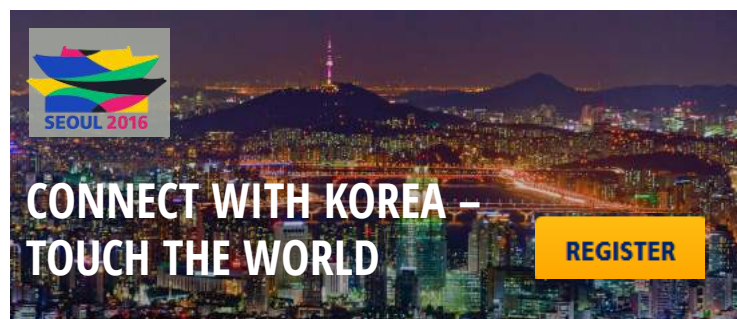 SEOUL 2016
CONNECT WITH KOREA –
TOUCH THE WORLD
REGISTER